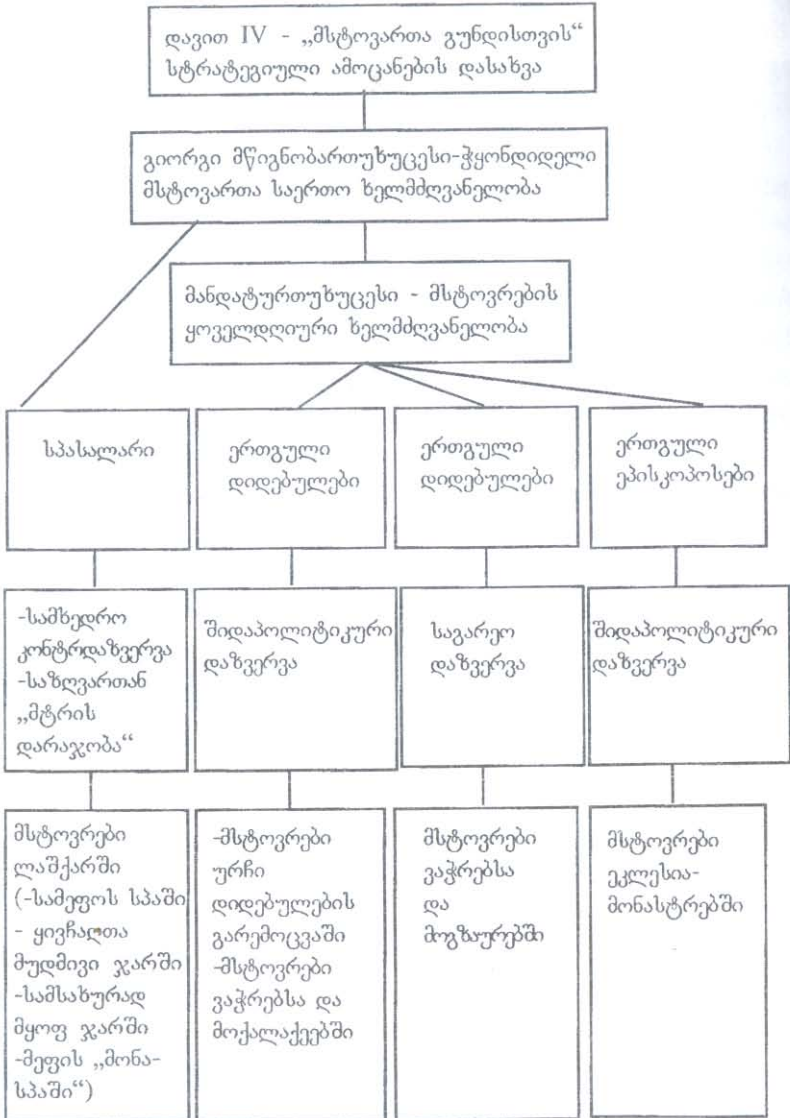 დავით IV - „მსტოვართა გუნდისთვის“
სტრატეგიული ამოცანების დასახვა
გიორგი მწიგნობართუხუცესი-ჭყონდიდელი
მსტოვართა საერთო ხელმძღვანელობა
მანდატურთუხუცესი - მსტოვრების
ყოველდღიური ხელმძღვანელობა
სპასალარი
ერთგული
დიდებულები
ერთგული
დიდებულები
ერთგული
ეპისკოპოსები
-სამხედრო
კონტრდაზვერვა
-საზღვართან
„მტრის
დარაჯობა“
შიდაპოლიტიკური
დაზვერვა
საგარეო
დაზვერვა
შიდაპოლიტიკური
დაზვერვა
მსტოვრები
ლაშქარში
(-სამეფოს სპაში
- ყივჩაღთა
მუდმივი ჯარში
-სამსახურად
მყოფ ჯარში
-მეფის „მონა-
სპაში“)
-მსტოვრები
ურჩი
დიდებულების
გარემოცვაში
-მსტოვრები
ვაჭრებსა და
მოქალაქეებში
მსტოვრები
ვაჭრებსა
და
მოგზაურებში
მსტოვრები
ეკლესია-
მონასტრებში